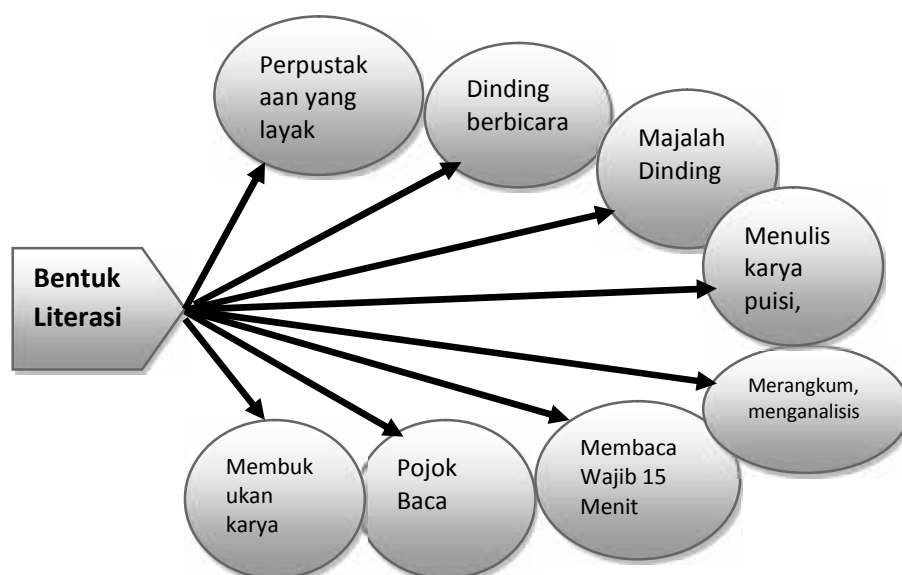 Perpustak
aan yang
layak
Dinding
berbicara
Majalah
Dinding
Menulis
karya
puisi,
Bentuk
Literasi
Merangkum,
menganalisis
Membaca
Wajib 15
Menit
Pojok
Baca
Membuk
ukan
karya